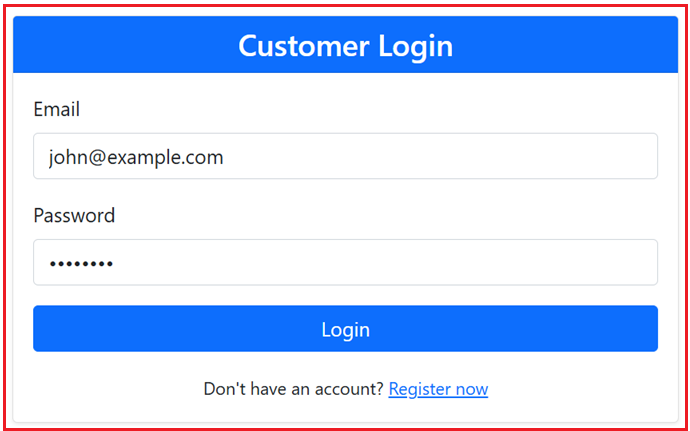 Customer Login
Email
john@example.com
Password
••••••••
Login
Don't have an account? Register now